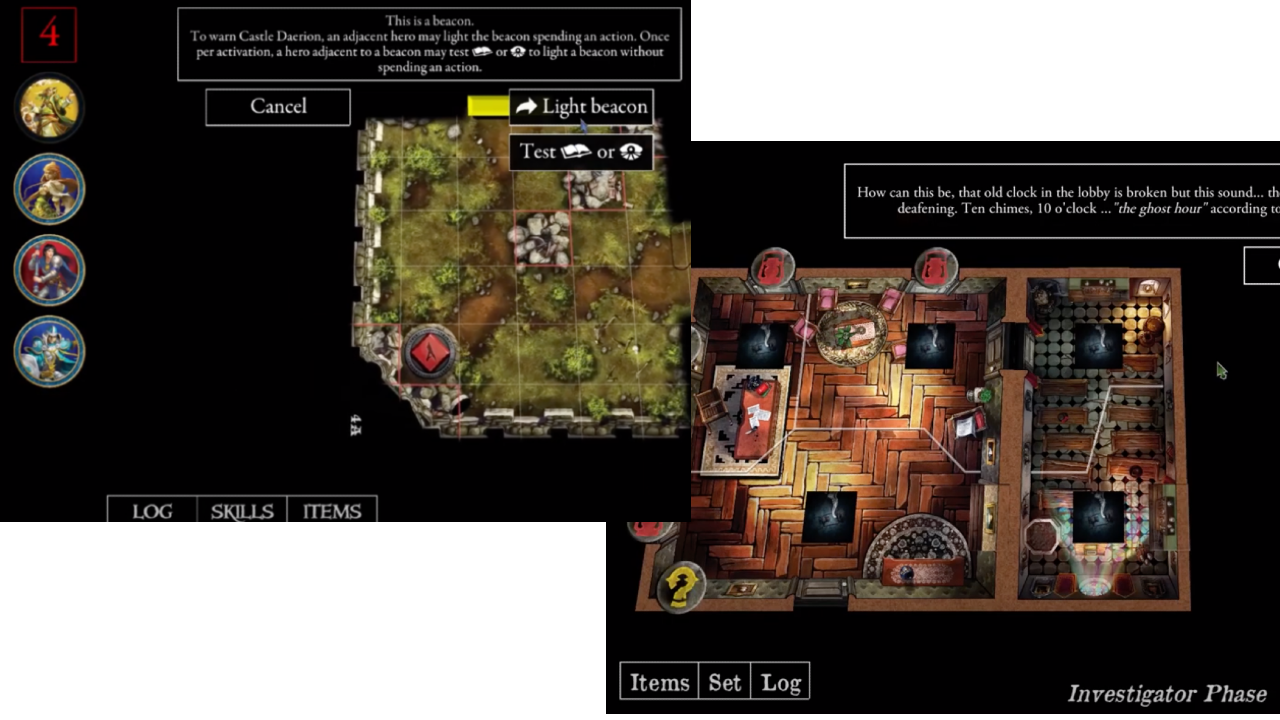 4
This is a beacon.
To warn Castle Daerion, an adjacent hero may light the beacon spending an action. Once
per activation, a hero adjacent to a beacon may test or to light a beacon without
spending an action.
Cancel
Light beacon
Test or
4A
LOG SKILLS ITEMS
How can this be, that old clock in the lobby is broken but this sound...
deafening. Ten chimes, 10 o'clock ..."the ghost hour" according to
Items Set Log
Investigator Phase